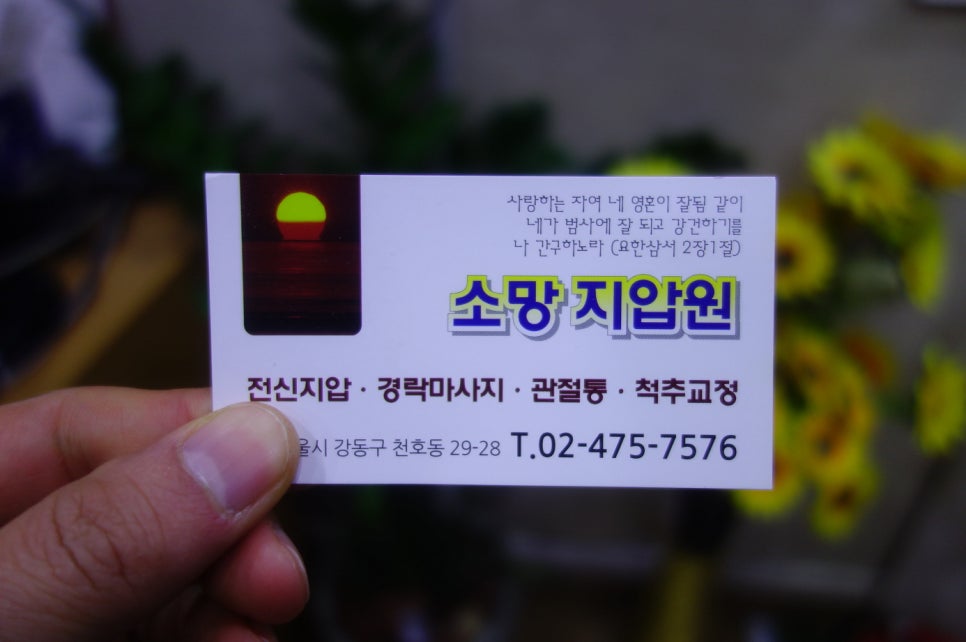 사랑하는 자여 네 영혼이 잘됨 같이
네가 범사에 잘 되고 강건하기를
나 간구하노라 (요한삼서 2장1절)
소망 지압원
전신지압 · 경락마사지 · 관절통 · 척추교정
울시 강동구 천호동 29-28 T.02-475-7576